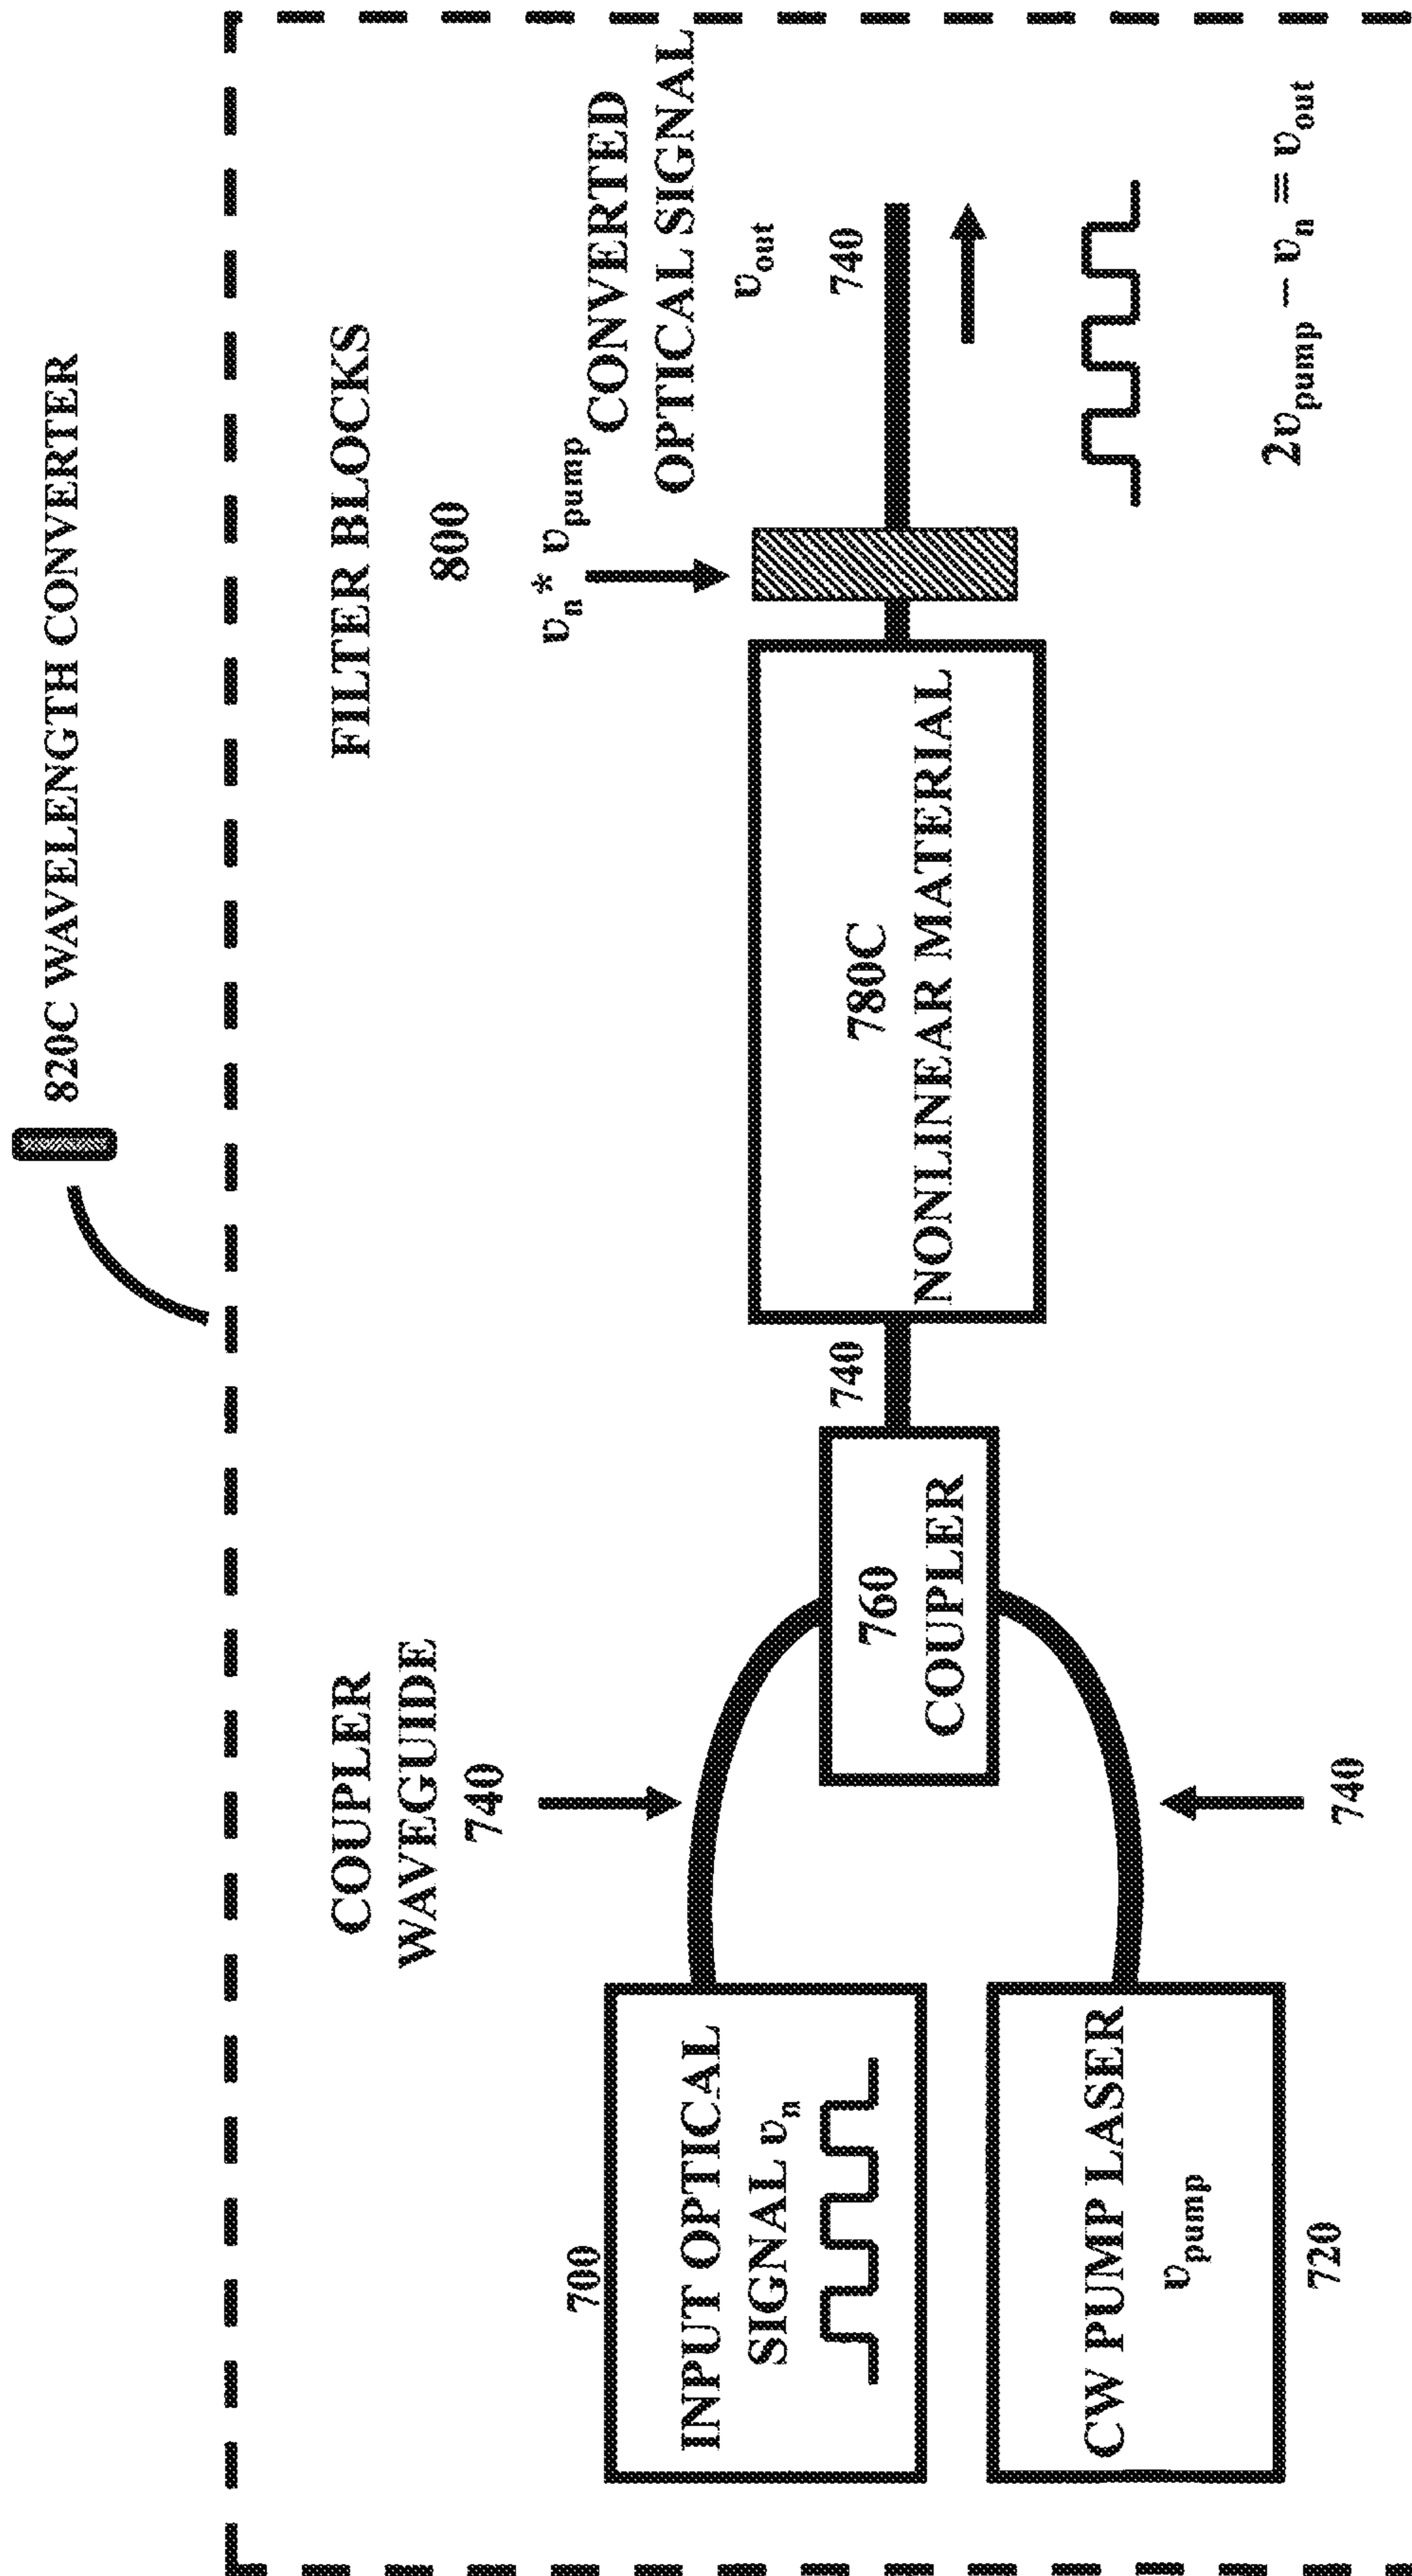 820C WAVELENGTH CONVERTER
FILTER BLOCKS
800
υn * υpump
CONVERTED
OPTICAL SIGNAL
υout
740
2υpump − υn = υout
COUPLER
WAVEGUIDE
740
700
INPUT OPTICAL
SIGNAL υn
CW PUMP LASER
υpump
720
740
760
COUPLER
740
780C
NONLINEAR MATERIAL